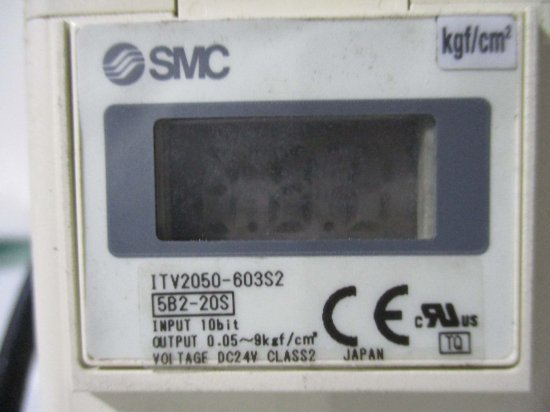 SMC
kgf/cm²
ITV2050-603S2
5B2-20S
INPUT 10bit
OUTPUT 0.05~9kgf/cm²
VOLTAGE DC24V CLASS2
JAPAN
CE
c RU us
TQ